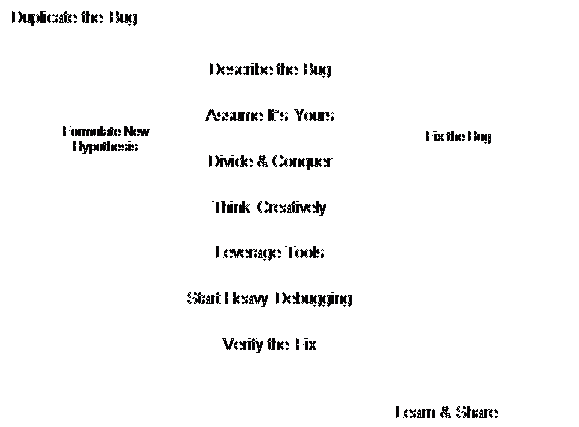 Duplicate the Bug
Describe the Bug
Assume It's Yours
Formulate New
Hypothesis
Fix the Bug
Divide & Conquer
Think Creatively
Leverage Tools
Start Heavy Debugging
Verify the Fix
Learn & Share